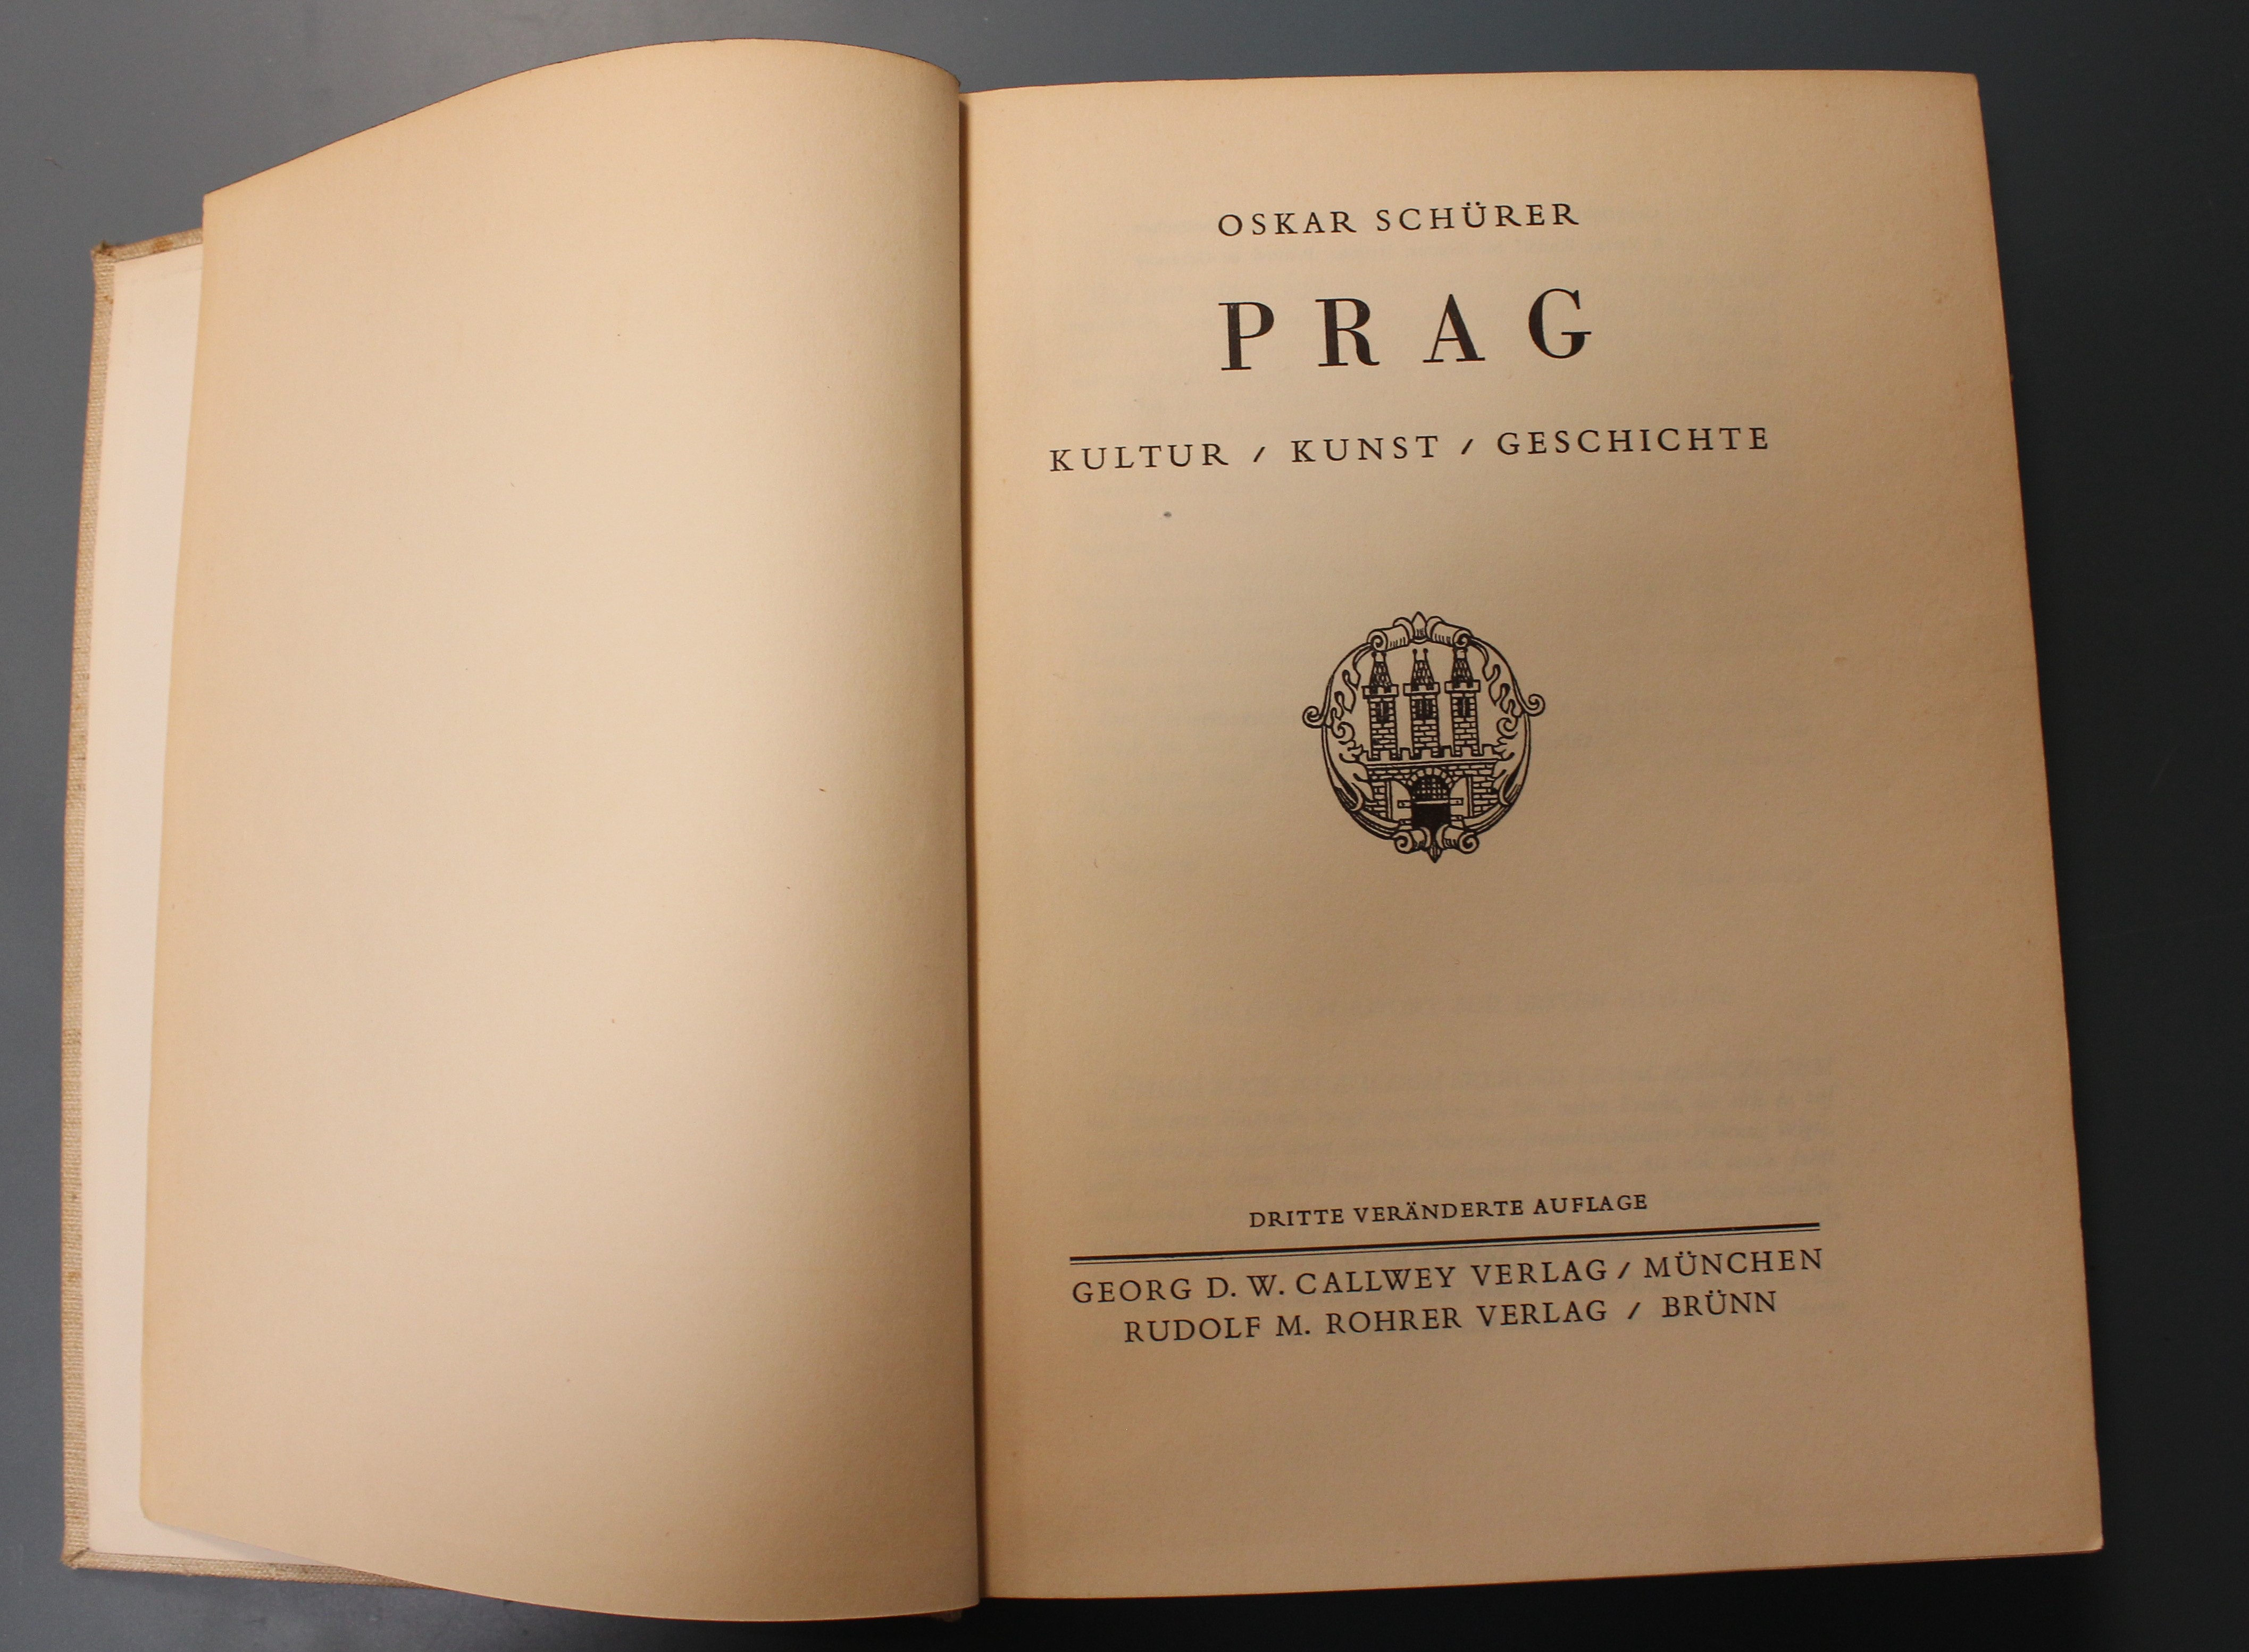 OSKAR SCHÜRER
PRAG
KULTUR / KUNST / GESCHICHTE
DRITTE VERÄNDERTE AUFLAGE
GEORG D. W. CALLWEY VERLAG / MÜNCHEN
RUDOLF M. ROHRER VERLAG / BRÜNN